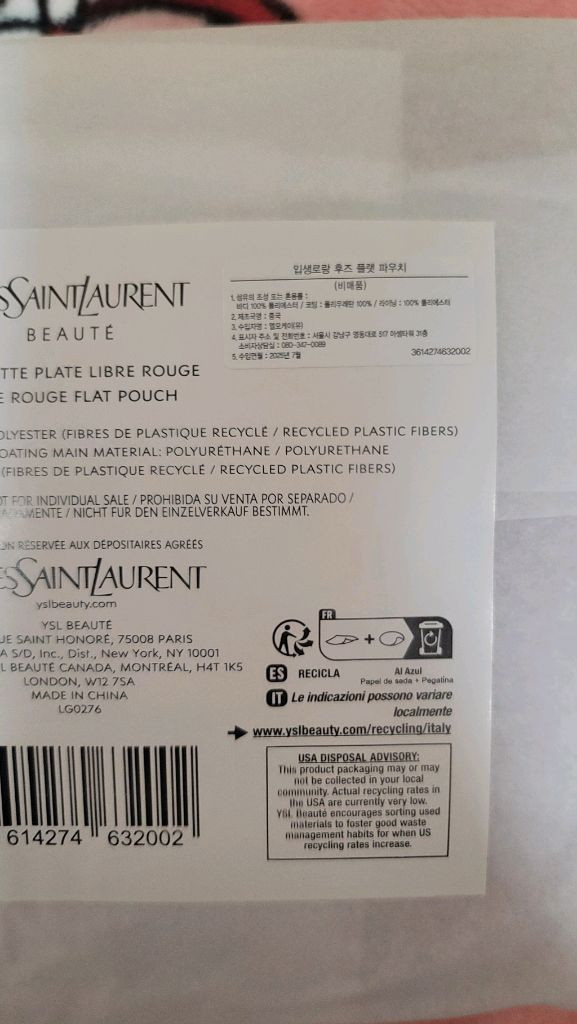 SSAINTLAURENT
BEAUTÉ
TTE PLATE LIBRE ROUGE
E ROUGE FLAT POUCH
OLYESTER (FIBRES DE PLASTIQUE RECYCLÉ / RECYCLED PLASTIC FIBERS)
OATING MAIN MATERIAL: POLYURÉTHANE / POLYURETHANE
(FIBRES DE PLASTIQUE RECYCLÉ / RECYCLED PLASTIC FIBERS)
OT FOR INDIVIDUAL SALE / PROHIBIDA SU VENTA POR SEPARADO /
AMENTE / NICHT FÜR DEN EINZELVERKAUF BESTIMMT.
ON RÉSERVÉE AUX DÉPOSITAIRES AGRÉÉS
ESSAINTLAURENT
yslbeauty.com
YSL BEAUTÉ
UE SAINT HONORÉ, 75008 PARIS
A S/D, Inc., Dist., New York, NY 10001
L BEAUTÉ CANADA, MONTRÉAL, H4T 1K5
LONDON, W12 7SA
MADE IN CHINA
LG0276
614274 632002
입생로랑 후즈 플랫 파우치
(비매품)
1. 섬유의 조성 또는 혼용률 :
바디 100% 폴리에스터 / 코팅 : 폴리우레탄 100% / 라이닝 : 100% 폴리에스터
2. 제조국명 : 중국
3. 수입자명 : 엘오케이(유)
4. 표시자 주소 및 전화번호 : 서울시 강남구 영동대로 517 아셈타워 31층
소비자상담실 : 080-347-0089
5. 수입연월 : 2025년 7월
3614274632002
FR
+
ES RECICLA
Al Azul
Papel de seda + Pegatina
IT Le indicazioni possono variare
localmente
www.yslbeauty.com/recycling/italy
USA DISPOSAL ADVISORY:
This product packaging may or may
not be collected in your local
community. Actual recycling rates in
the USA are currently very low.
YSL Beauté encourages sorting used
materials to foster good waste
management habits for when US
recycling rates increase.